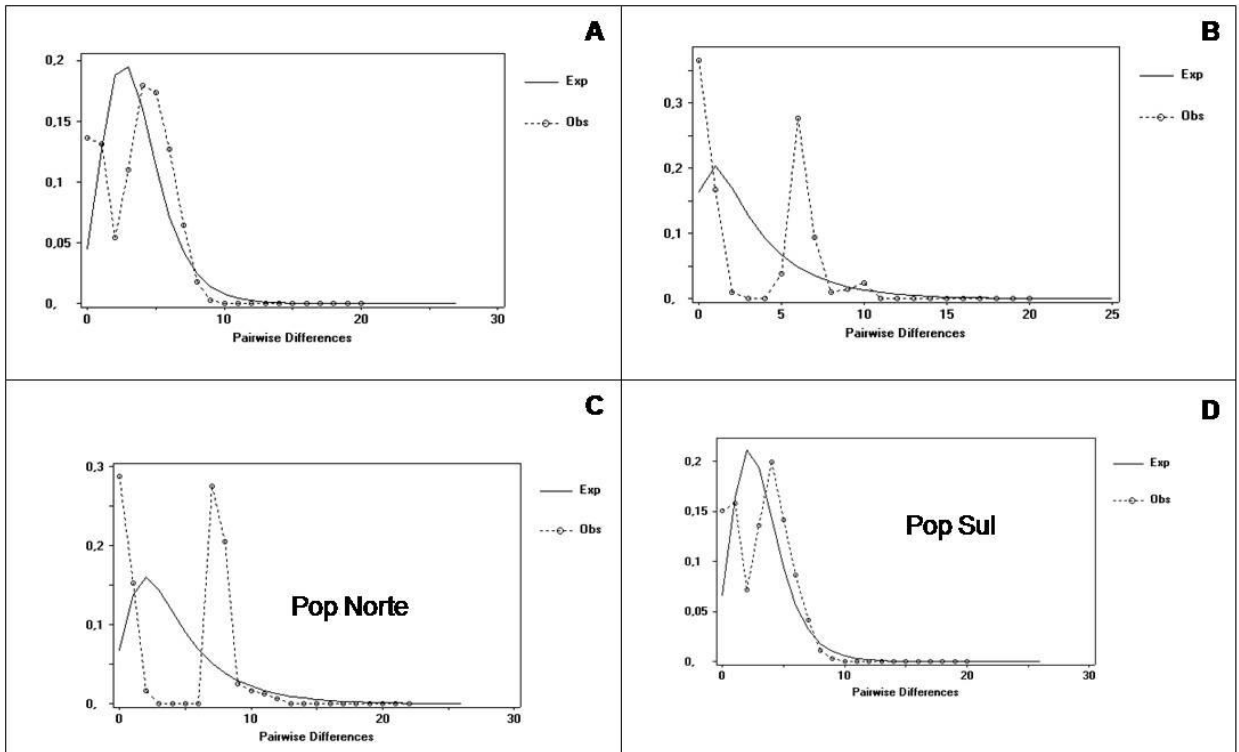 A
0,2
0,15
0,1
0,05
0,
0
10
20
30
Pairwise Differences
Exp
Obs
B
0,3
0,2
0,1
0,
0
5
10
15
20
25
Pairwise Differences
Exp
Obs
C
0,3
0,2
0,1
0,
0
10
20
30
Pairwise Differences
Exp
Obs
Pop Norte
D
0,2
0,15
0,1
0,05
0,
0
10
20
30
Pairwise Differences
Exp
Obs
Pop Sul